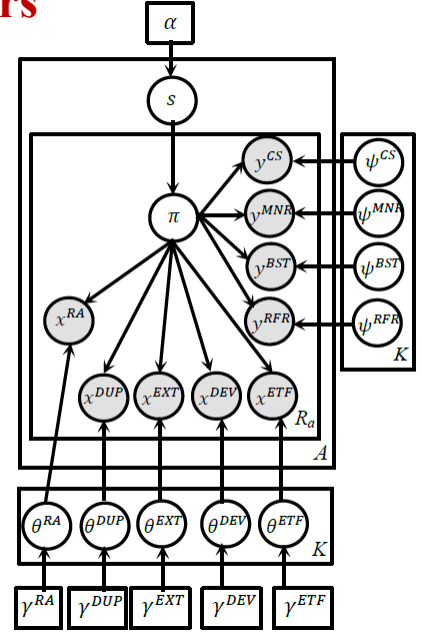 rs
α
s
π
y^CS
ψ^CS
y^MNR
ψ^MNR
y^BST
ψ^BST
x^RA
y^RFR
ψ^RFR
K
x^DUP
x^EXT
x^DEV
x^ETF
R_a
A
θ^RA
θ^DUP
θ^EXT
θ^DEV
θ^ETF
K
γ^RA
γ^DUP
γ^EXT
γ^DEV
γ^ETF